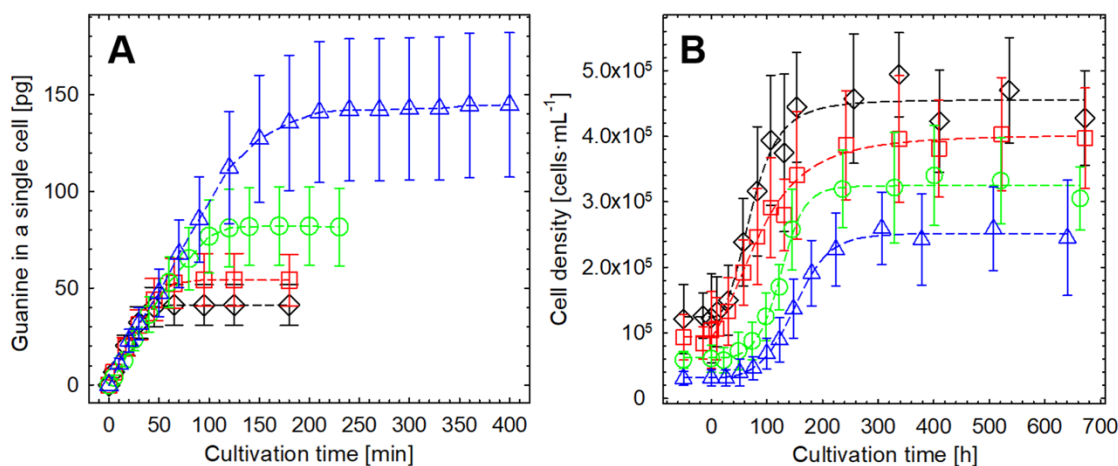 A
Guanine in a single cell [pg]
150
100
50
0
0 50 100 150 200 250 300 350 400
Cultivation time [min]
B
Cell density [cells·mL⁻¹]
5.0x10⁵
4.0x10⁵
3.0x10⁵
2.0x10⁵
10⁵
0
0 100 200 300 400 500 600 700
Cultivation time [h]